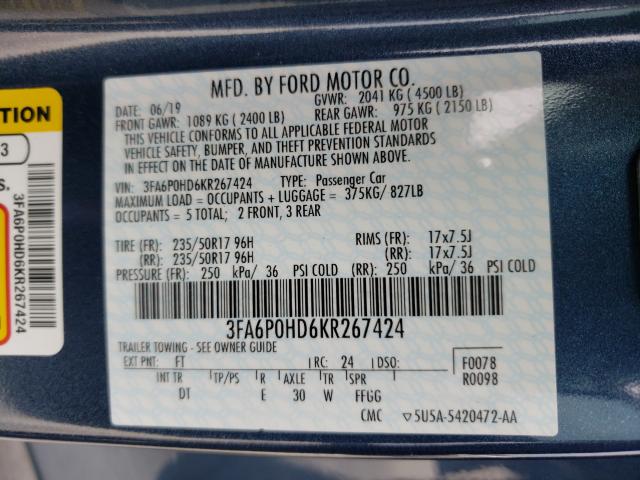 MFD. BY FORD MOTOR CO.
DATE: 06/19 GVWR: 2041 KG ( 4500 LB)
FRONT GAWR: 1089 KG ( 2400 LB) REAR GAWR: 975 KG ( 2150 LB)
THIS VEHICLE CONFORMS TO ALL APPLICABLE FEDERAL MOTOR
VEHICLE SAFETY, BUMPER, AND THEFT PREVENTION STANDARDS
IN EFFECT ON THE DATE OF MANUFACTURE SHOWN ABOVE.
VIN: 3FA6P0HD6KR267424 TYPE: Passenger Car
MAXIMUM LOAD = OCCUPANTS + LUGGAGE = 375KG/ 827LB
OCCUPANTS = 5 TOTAL; 2 FRONT, 3 REAR
TIRE (FR): 235/50R17 96H RIMS (FR): 17x7.5J
(RR): 235/50R17 96H (RR): 17x7.5J
PRESSURE (FR): 250 kPa/ 36 PSI COLD (RR): 250 kPa/ 36 PSI COLD
3FA6P0HD6KR267424
TRAILER TOWING - SEE OWNER GUIDE
EXT PNT: FT RC: 24 DSO: F0078
INT TR TP/PS R AXLE TR SPR R0098
DT E 30 W FFGG
CMC ▽5U5A-5420472-AA
TION
3
S.
3FA6P0HD6KR267424